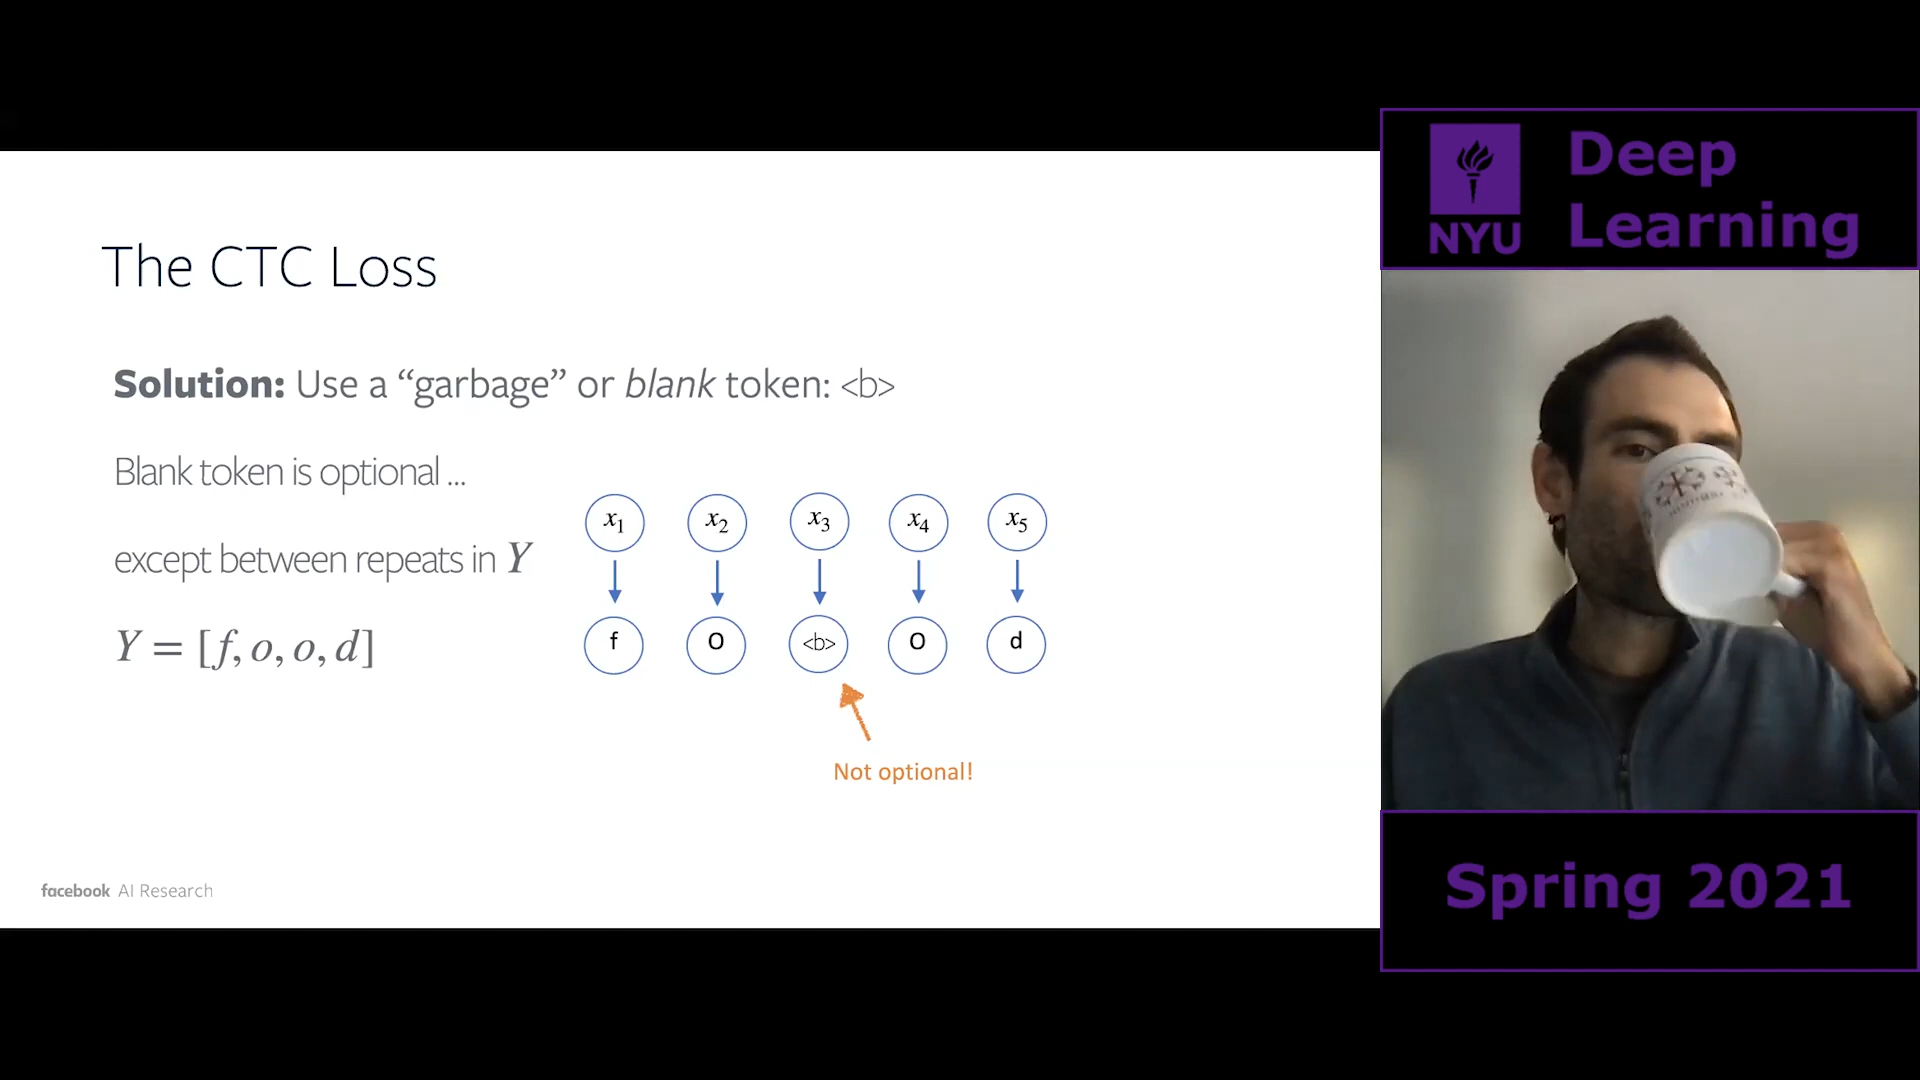 The CTC Loss
Solution: Use a “garbage” or blank token: <b>
Blank token is optional ...
except between repeats in Y
Y = [f, o, o, d]
x1 x2 x3 x4 x5
f o <b> o d
Not optional!
facebook AI Research
NYU
Deep
Learning
Spring 2021